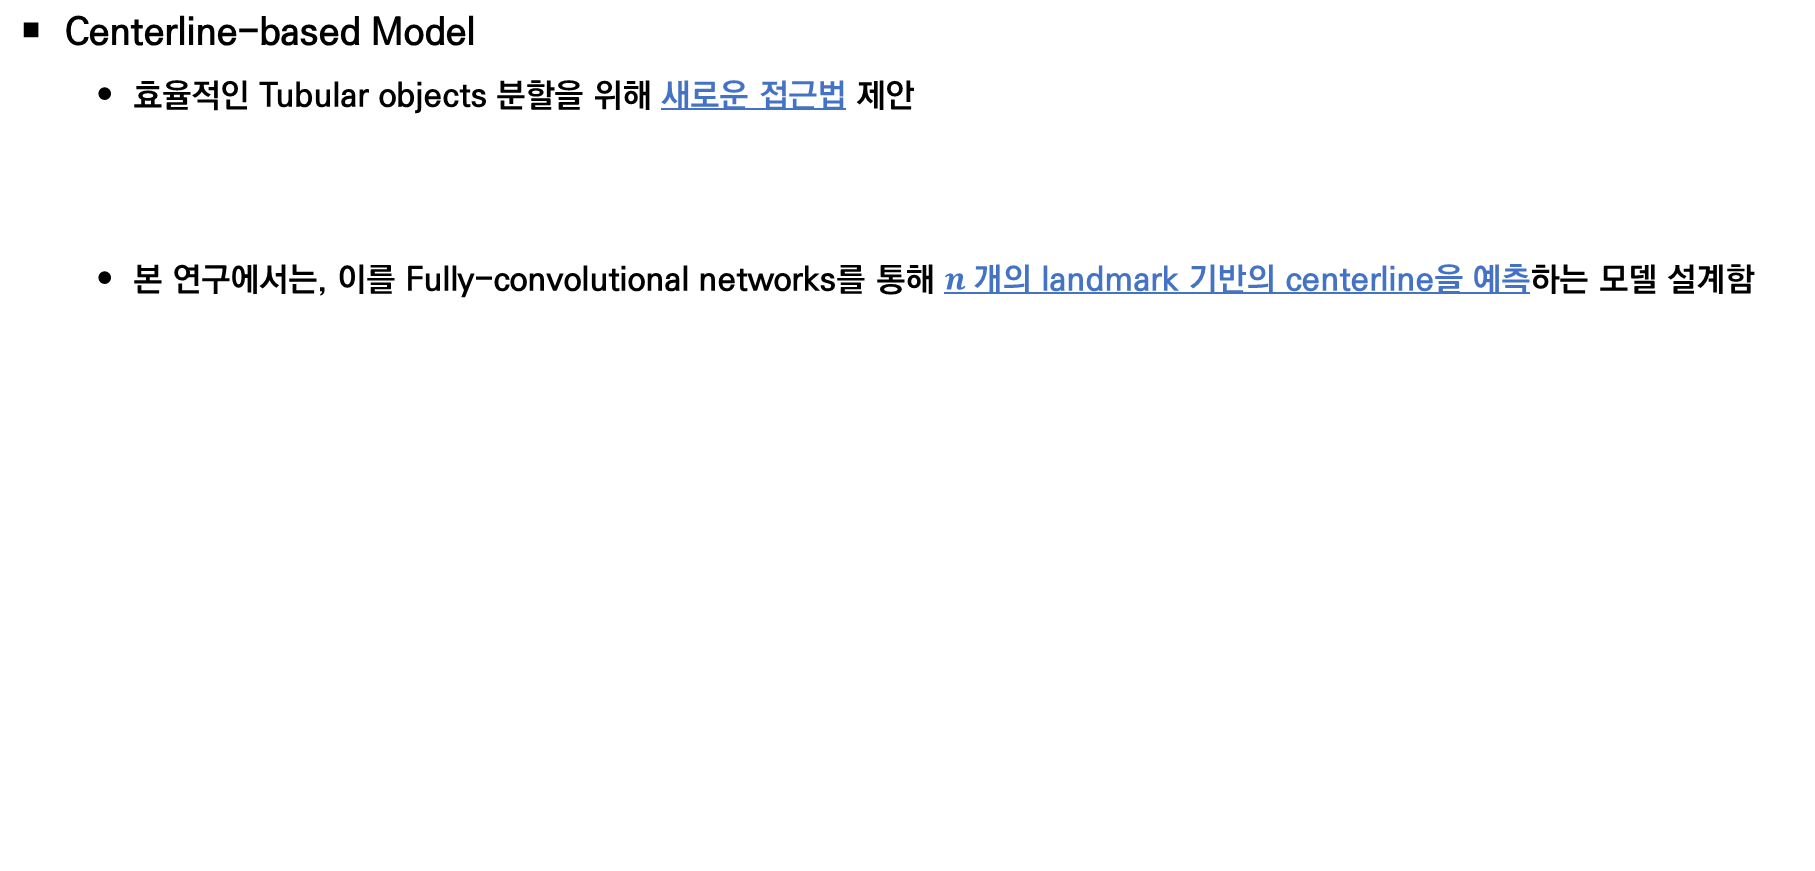 ▪ Centerline-based Model
• 효율적인 Tubular objects 분할을 위해 새로운 접근법 제안
• 본 연구에서는, 이를 Fully-convolutional networks를 통해 n 개의 landmark 기반의 centerline을 예측하는 모델 설계함